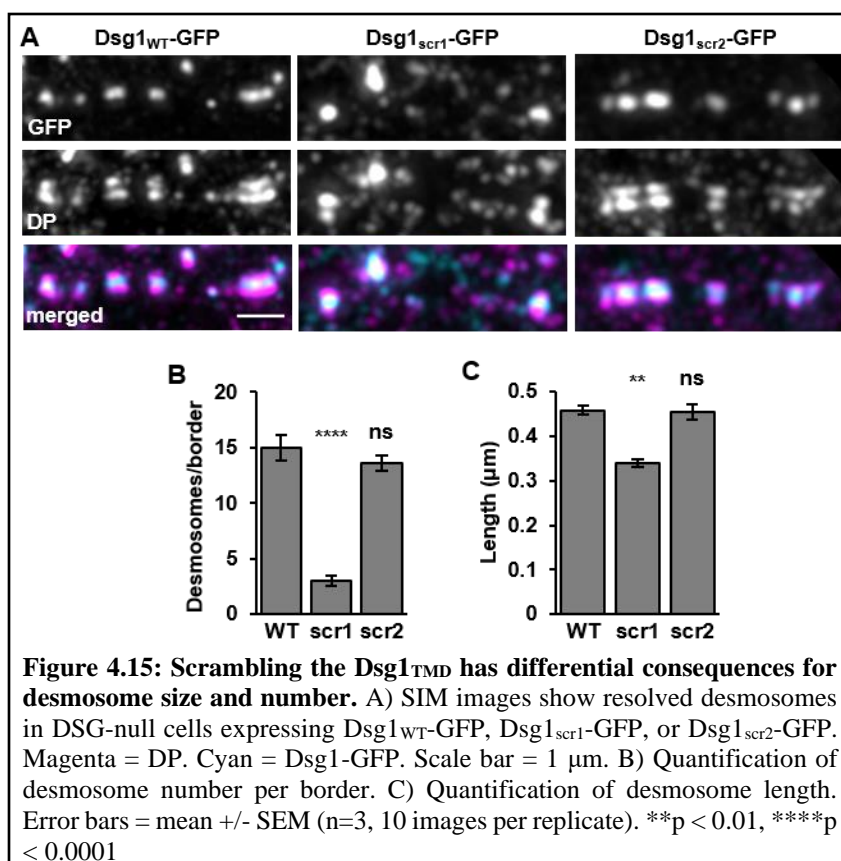 A Dsg1WT-GFP Dsg1scr1-GFP Dsg1scr2-GFP
GFP
DP
merged
B C
20 0.5
** ns
**** ns
15 0.4
0.3
10
0.2
5
0.1
0 0
Desmosomes/border
Length (µm)
WT scr1 scr2 WT scr1 scr2
Figure 4.15: Scrambling the Dsg1TMD has differential consequences for
desmosome size and number. A) SIM images show resolved desmosomes
in DSG-null cells expressing Dsg1WT-GFP, Dsg1scr1-GFP, or Dsg1scr2-GFP.
Magenta = DP. Cyan = Dsg1-GFP. Scale bar = 1 μm. B) Quantification of
desmosome number per border. C) Quantification of desmosome length.
Error bars = mean +/- SEM (n=3, 10 images per replicate). **p < 0.01, ****p
< 0.0001